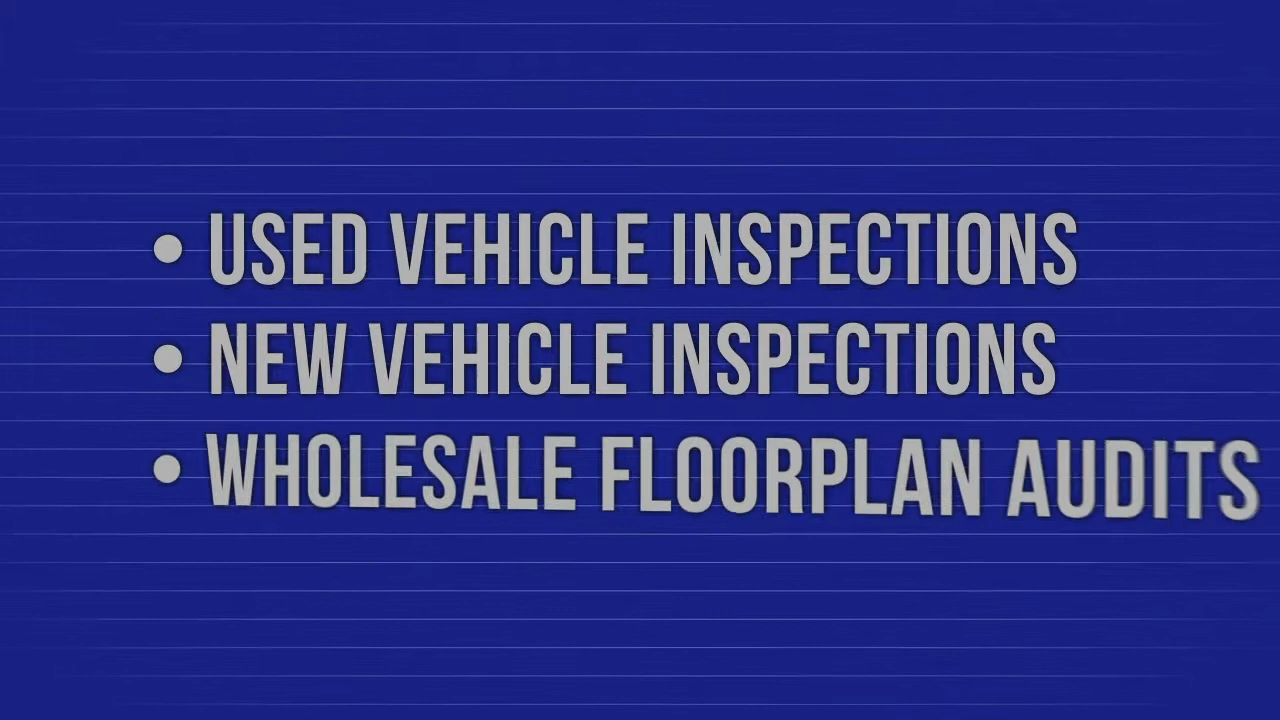 • USED VEHICLE INSPECTIONS
• NEW VEHICLE INSPECTIONS
• WHOLESALE FLOORPLAN AUDITS